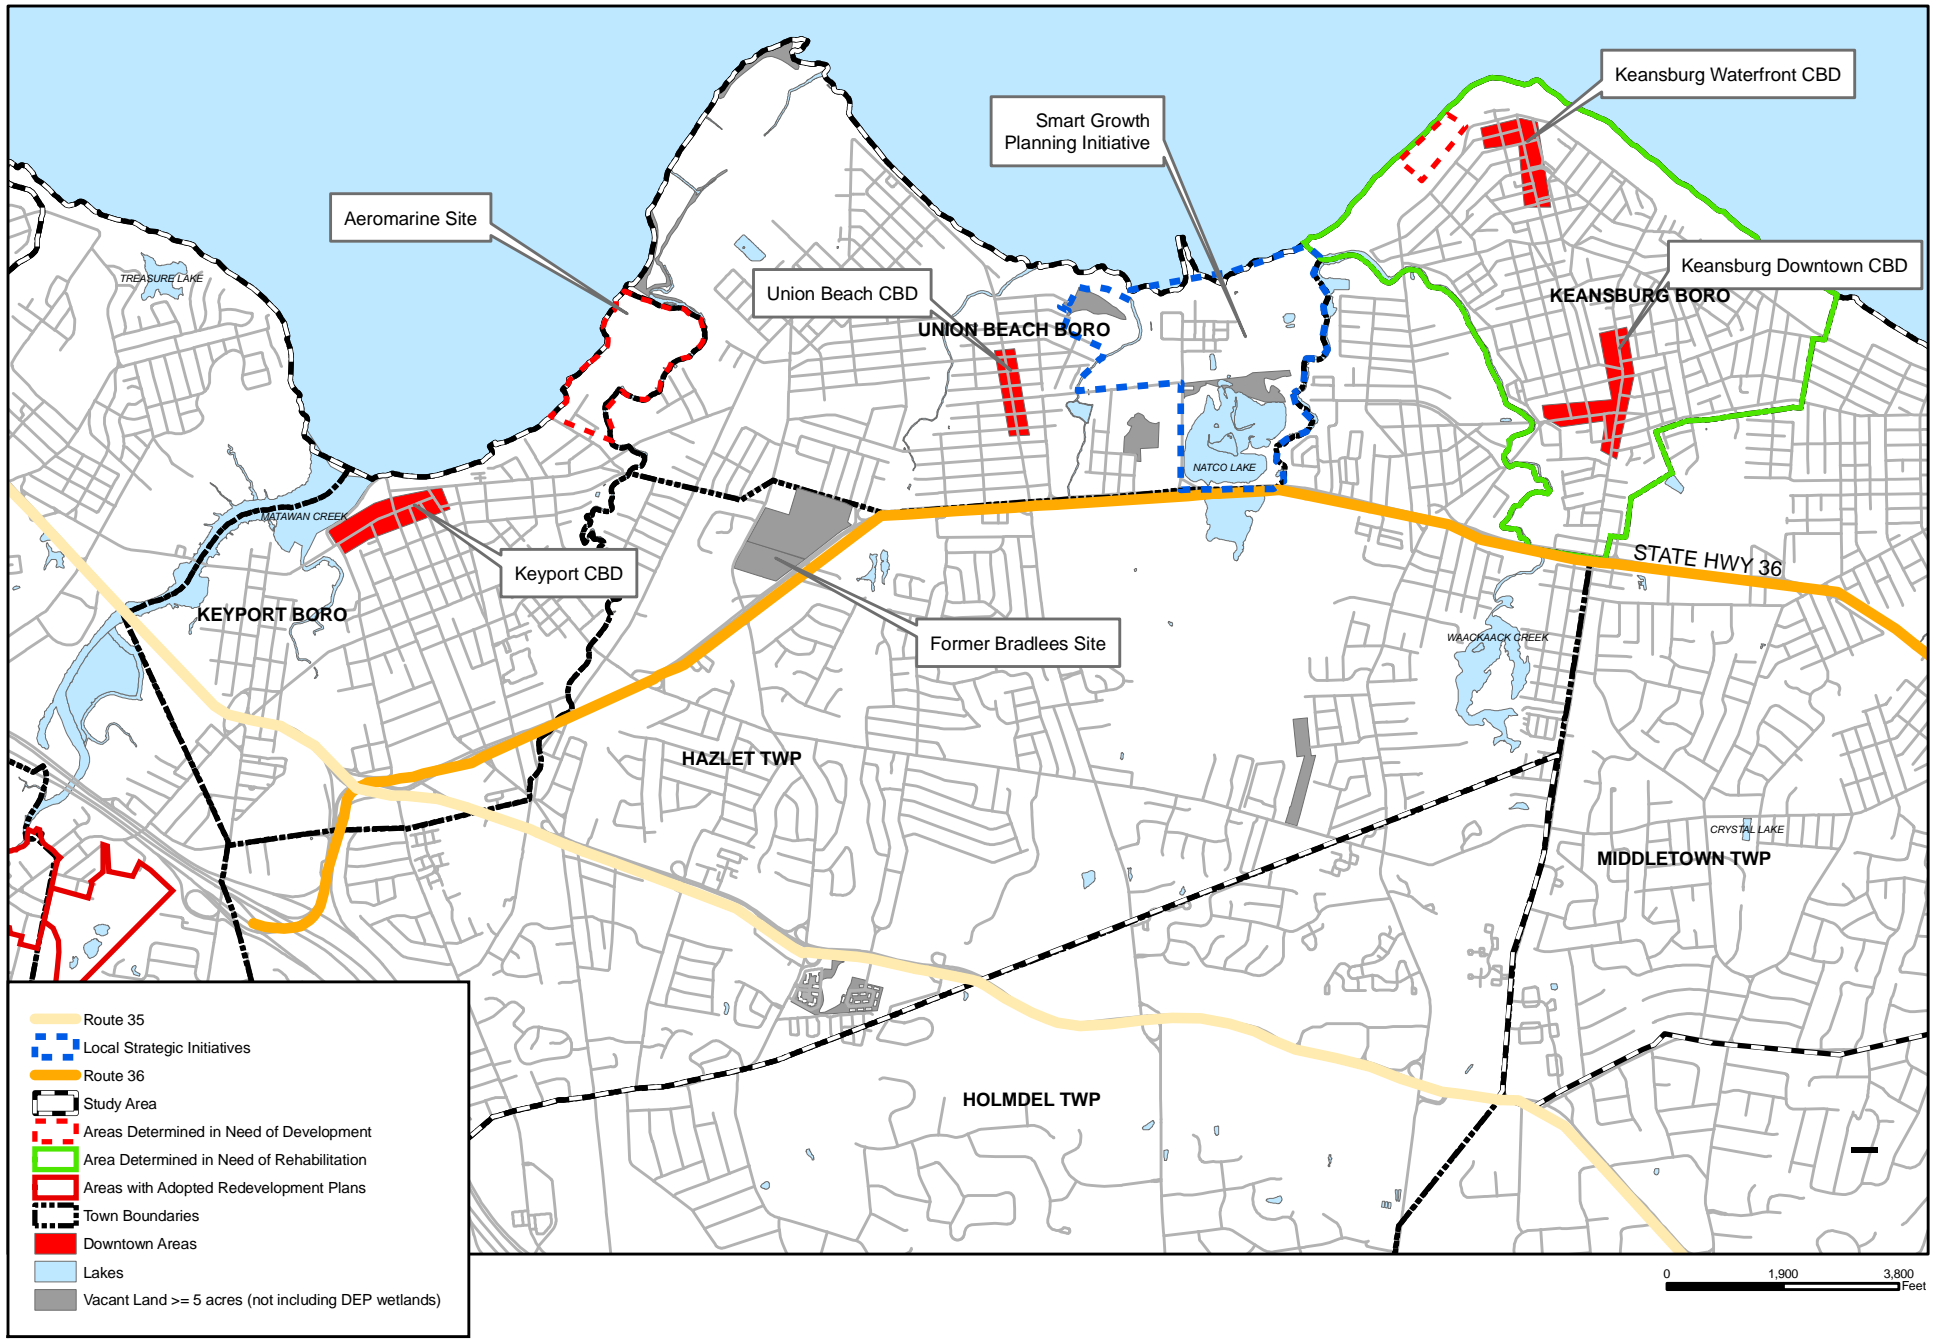 Keansburg Waterfront CBD
Smart Growth
Planning Initiative
Aeromarine Site
Keansburg Downtown CBD
TREASURE LAKE
Union Beach CBD
KEANSBURG BORO
UNION BEACH BORO
NATCO LAKE
MATAWAN CREEK
STATE HWY 36
Keyport CBD
KEYPORT BORO
Former Bradlees Site
WAACKAACK CREEK
HAZLET TWP
CRYSTAL LAKE
MIDDLETOWN TWP
HOLMDEL TWP
Route 35
Local Strategic Initiatives
Route 36
Study Area
Areas Determined in Need of Development
Area Determined in Need of Rehabilitation
Areas with Adopted Redevelopment Plans
Town Boundaries
Downtown Areas
Lakes
Vacant Land >= 5 acres (not including DEP wetlands)
0 1,900 3,800
Feet